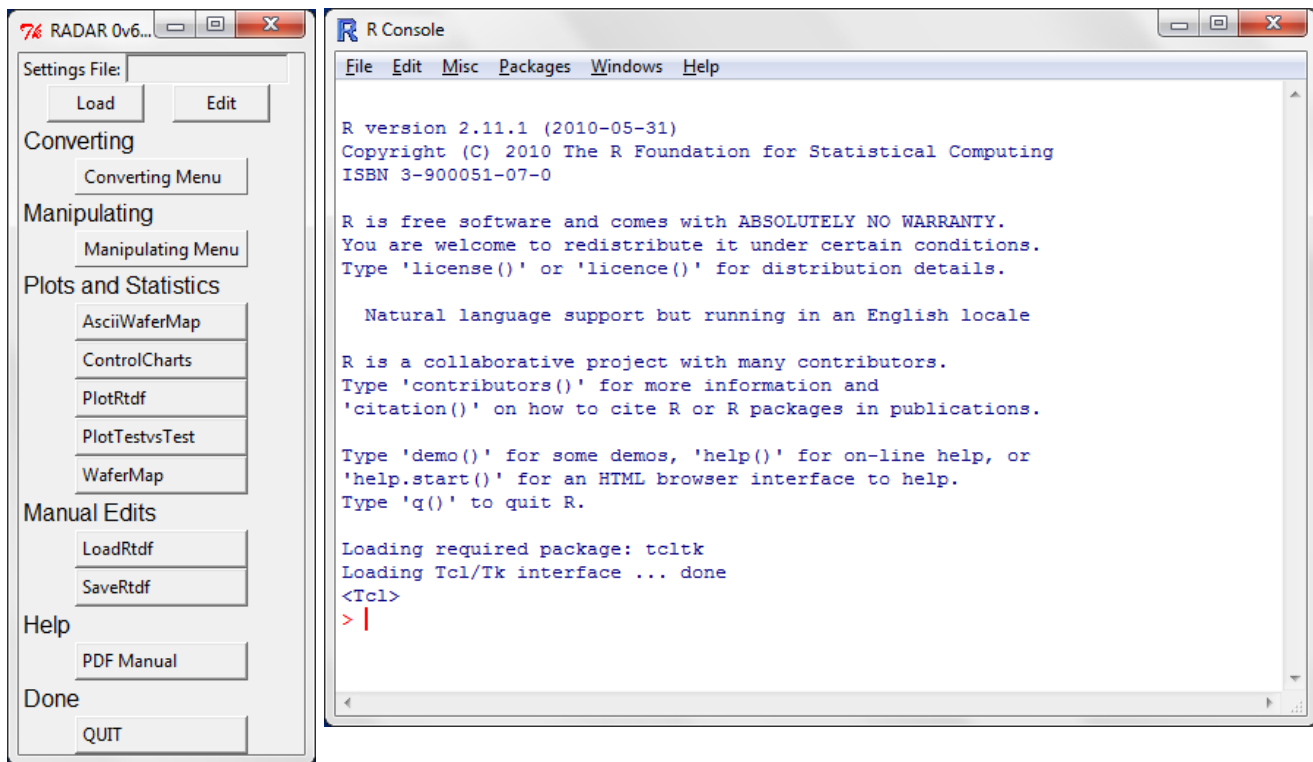 RADAR 0v6...
Settings File:
Load Edit
Converting
Converting Menu
Manipulating
Manipulating Menu
Plots and Statistics
AsciiWaferMap
ControlCharts
PlotRtdf
PlotTestvsTest
WaferMap
Manual Edits
LoadRtdf
SaveRtdf
Help
PDF Manual
Done
QUIT
R Console
File Edit Misc Packages Windows Help
R version 2.11.1 (2010-05-31)
Copyright (C) 2010 The R Foundation for Statistical Computing
ISBN 3-900051-07-0
R is free software and comes with ABSOLUTELY NO WARRANTY.
You are welcome to redistribute it under certain conditions.
Type 'license()' or 'licence()' for distribution details.
Natural language support but running in an English locale
R is a collaborative project with many contributors.
Type 'contributors()' for more information and
'citation()' on how to cite R or R packages in publications.
Type 'demo()' for some demos, 'help()' for on-line help, or
'help.start()' for an HTML browser interface to help.
Type 'q()' to quit R.
Loading required package: tcltk
Loading Tcl/Tk interface ... done
<Tcl>
>